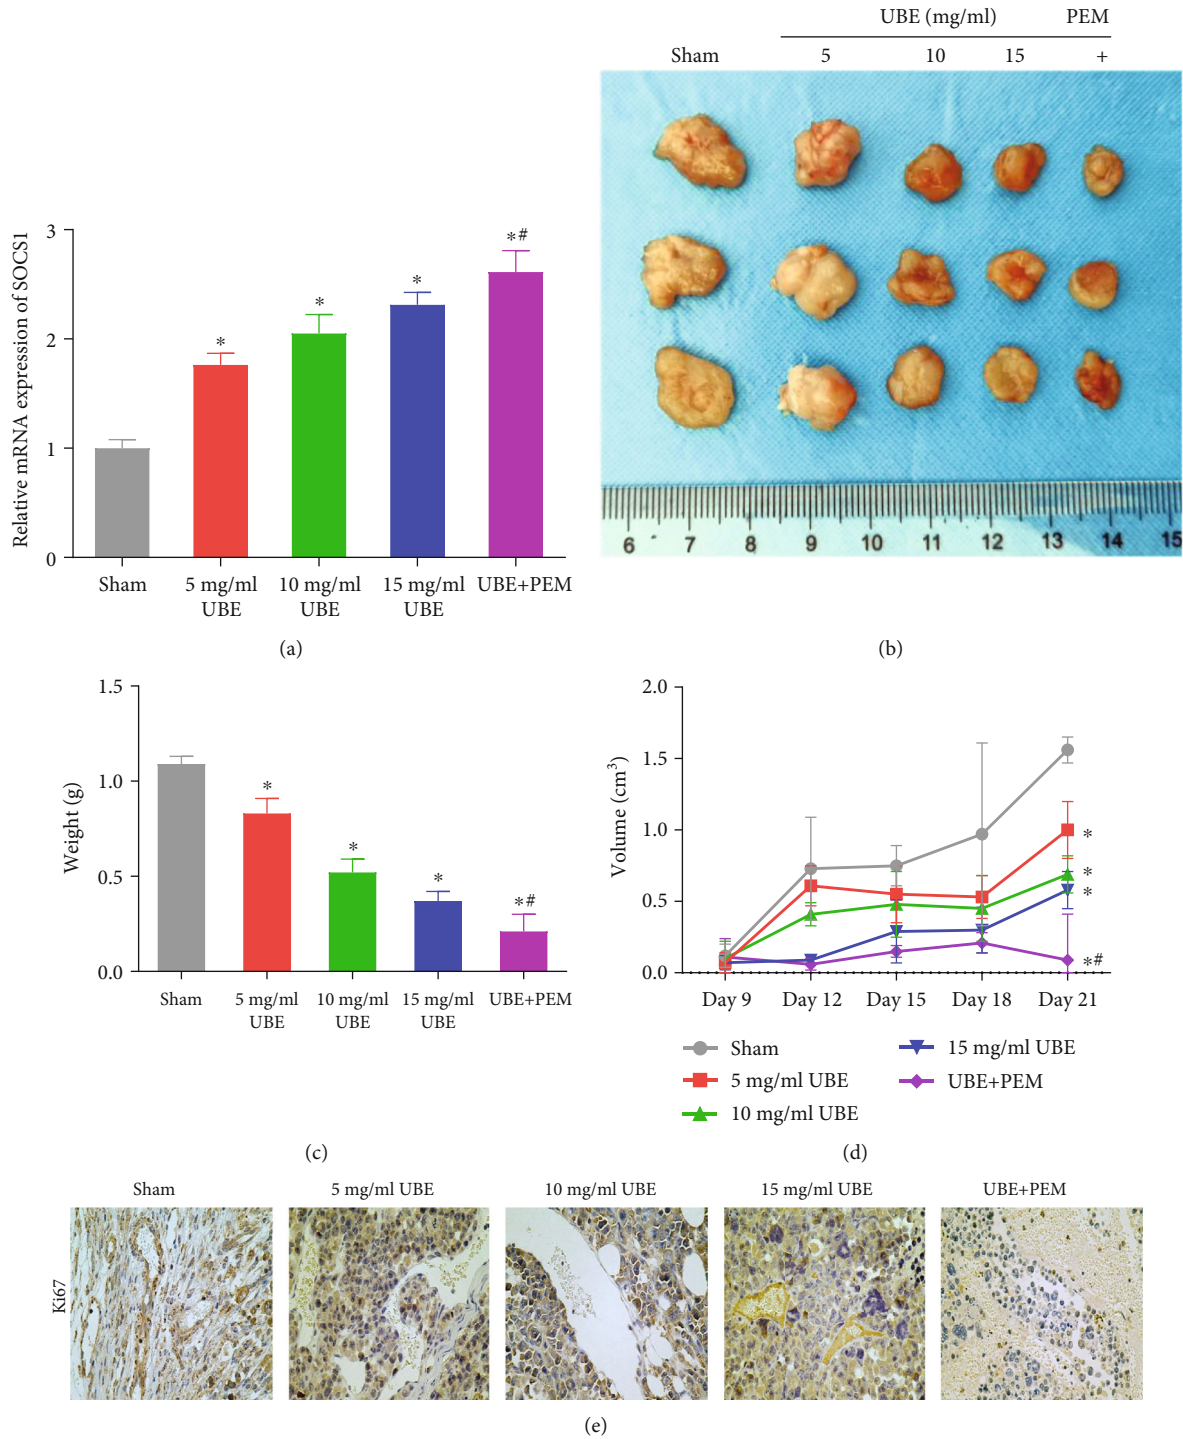 UBE (mg/ml) PEM
Sham 5 10 15 +
Relative mRNA expression of SOCS1
3
2
1
0
*
*
*
*#
Sham 5 mg/ml UBE 10 mg/ml UBE 15 mg/ml UBE UBE+PEM
(a)
6 7 8 9 10 11 12 13 14 15
(b)
Weight (g)
1.5
1.0
0.5
0.0
*
*
*
*#
Sham 5 mg/ml UBE 10 mg/ml UBE 15 mg/ml UBE UBE+PEM
(c)
Volume (cm³)
2.0
1.5
1.0
0.5
0.0
*
*
*
*#
Day 9 Day 12 Day 15 Day 18 Day 21
Sham
5 mg/ml UBE
10 mg/ml UBE
15 mg/ml UBE
UBE+PEM
(d)
Sham 5 mg/ml UBE 10 mg/ml UBE 15 mg/ml UBE UBE+PEM
Ki67
(e)